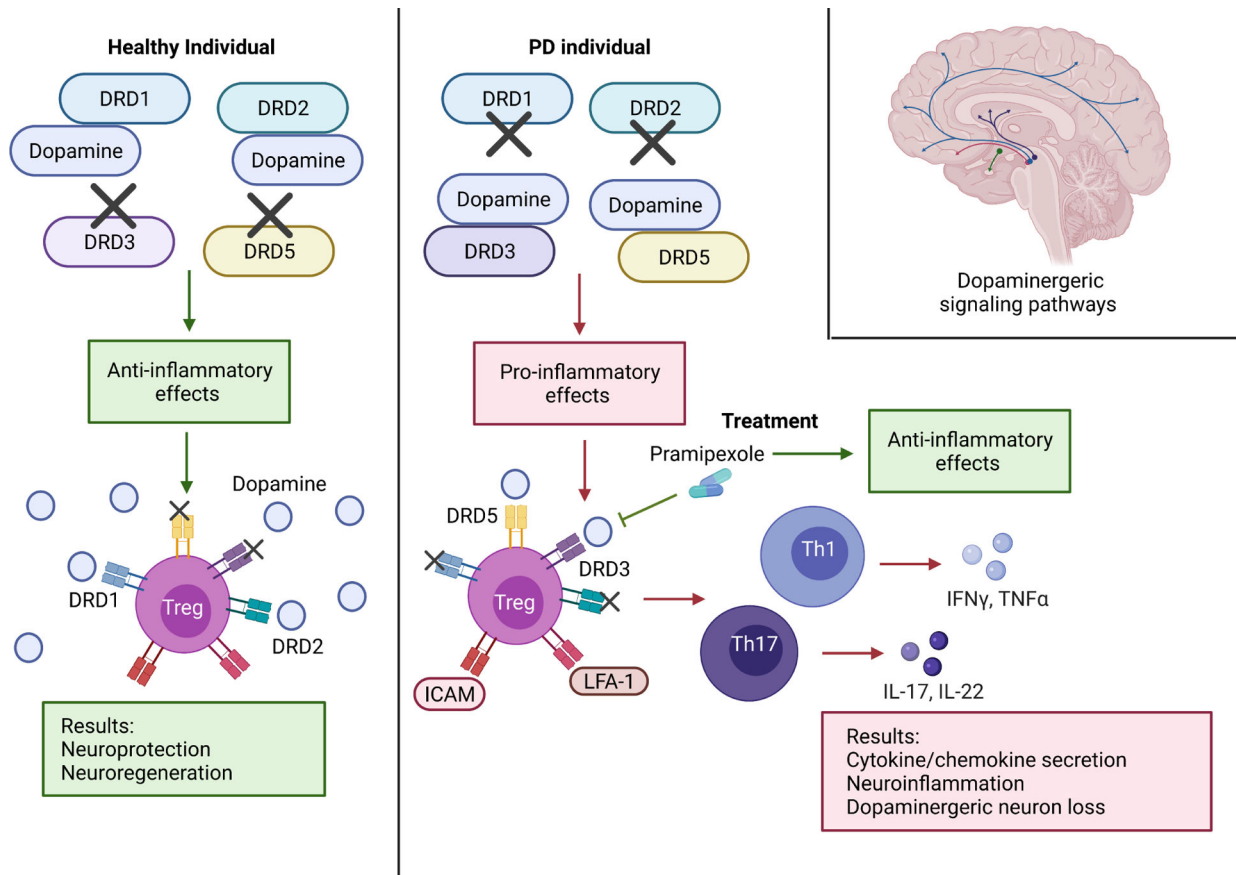 Healthy Individual
DRD1
DRD2
Dopamine
Dopamine
DRD3
DRD5
Anti-inflammatory
effects
Dopamine
DRD1
Treg
DRD2
Results:
Neuroprotection
Neuroregeneration
PD individual
DRD1
DRD2
Dopamine
Dopamine
DRD3
DRD5
Pro-inflammatory
effects
Treatment
Pramipexole
Anti-inflammatory
effects
DRD5
DRD3
Treg
ICAM
LFA-1
Th1
IFNγ, TNFα
Th17
IL-17, IL-22
Results:
Cytokine/chemokine secretion
Neuroinflammation
Dopaminergeric neuron loss
Dopaminergeric
signaling pathways